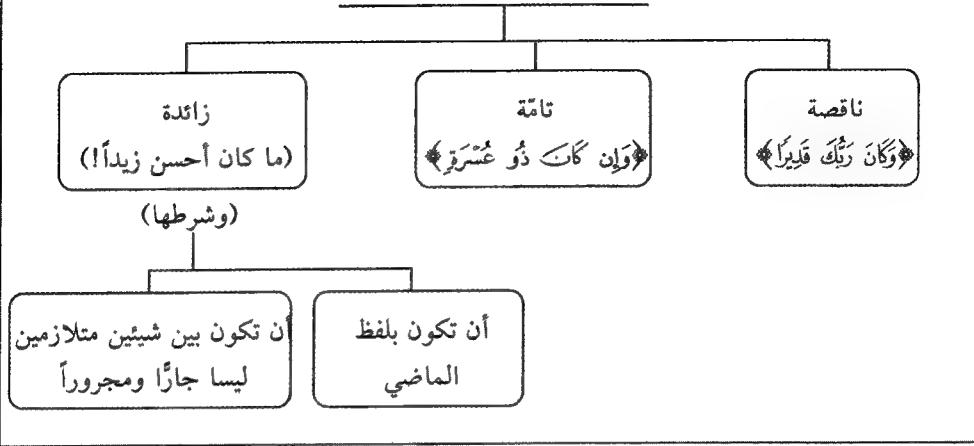 ناقصة
﴿وَكَانَ رَبُّكَ قَدِيرًا﴾
تامّة
﴿وَإِن كَانَ ذُو عُسْرَةٍ﴾
زائدة
(ما كان أحسن زيداً!)
(وشرطها)
أن تكون بلفظ
الماضي
أن تكون بين شيئين متلازمين
ليسا جارًّا ومجروراً